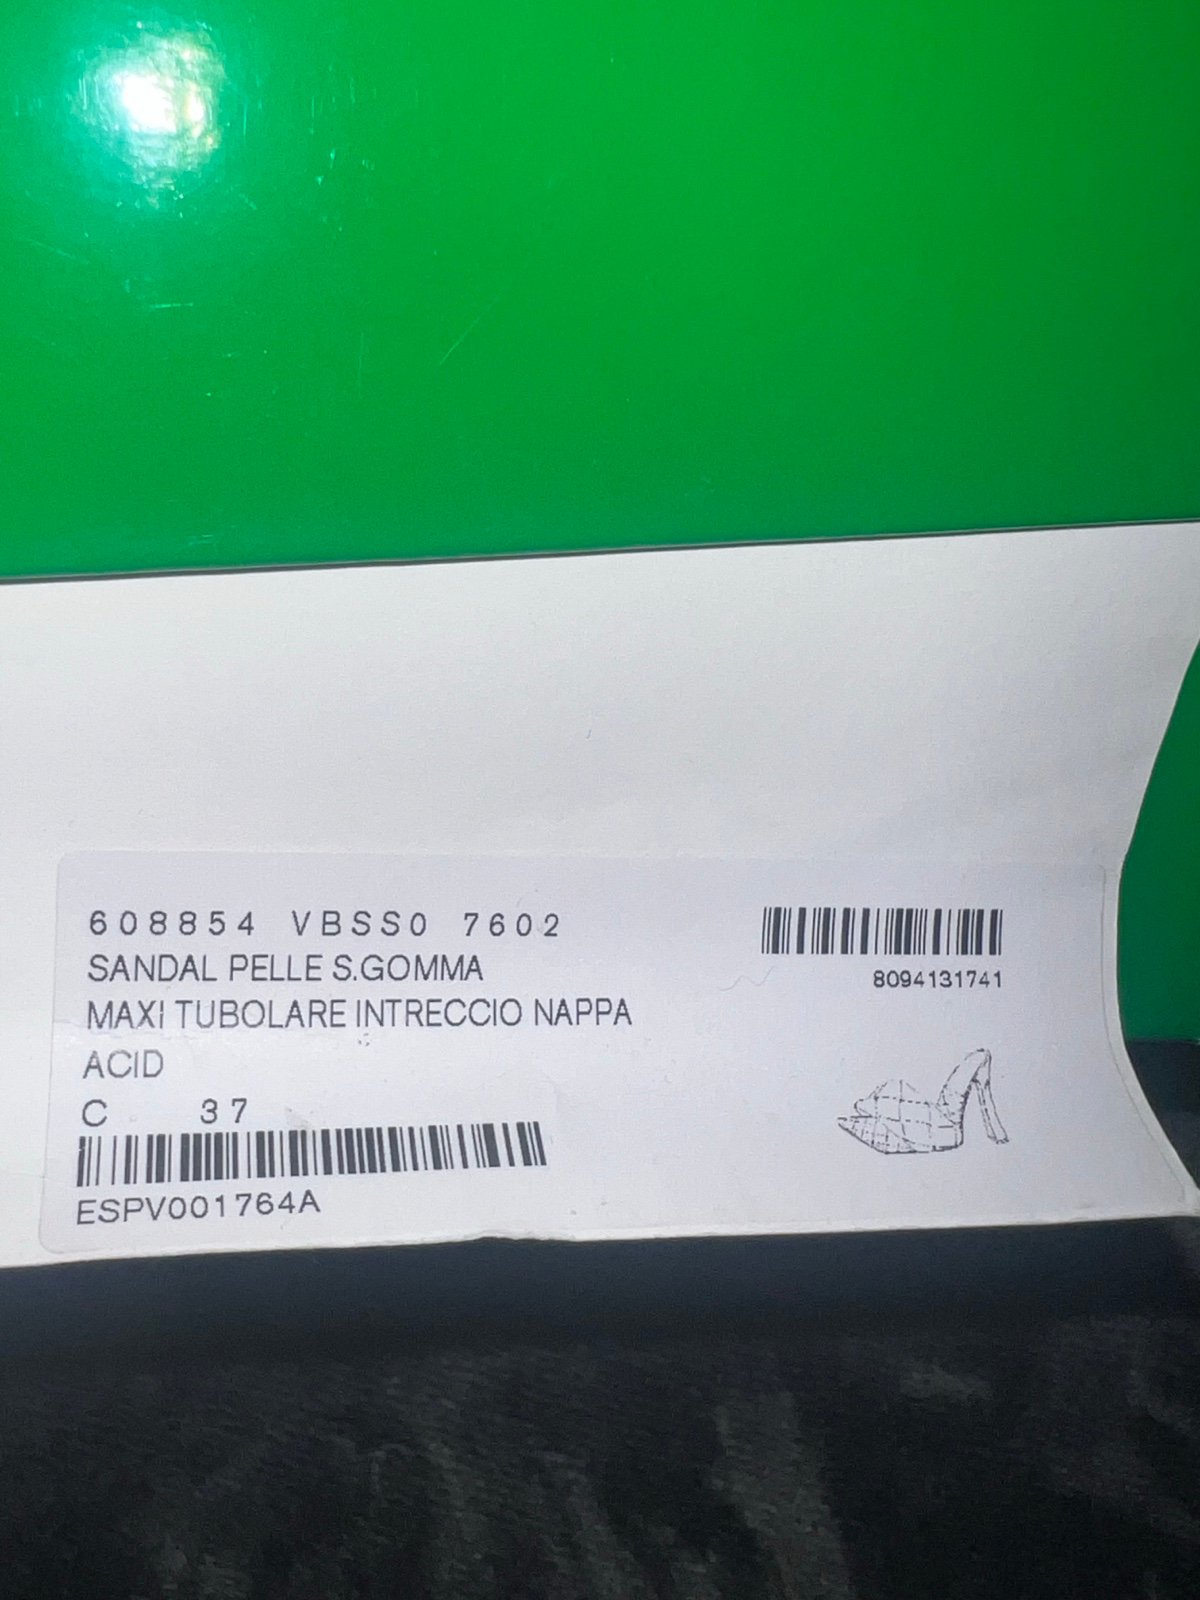 608854 VBSS0 7602
SANDAL PELLE S.GOMMA
MAXI TUBOLARE INTRECCIO NAPPA
ACID
C 37
ESPV001764A
8094131741